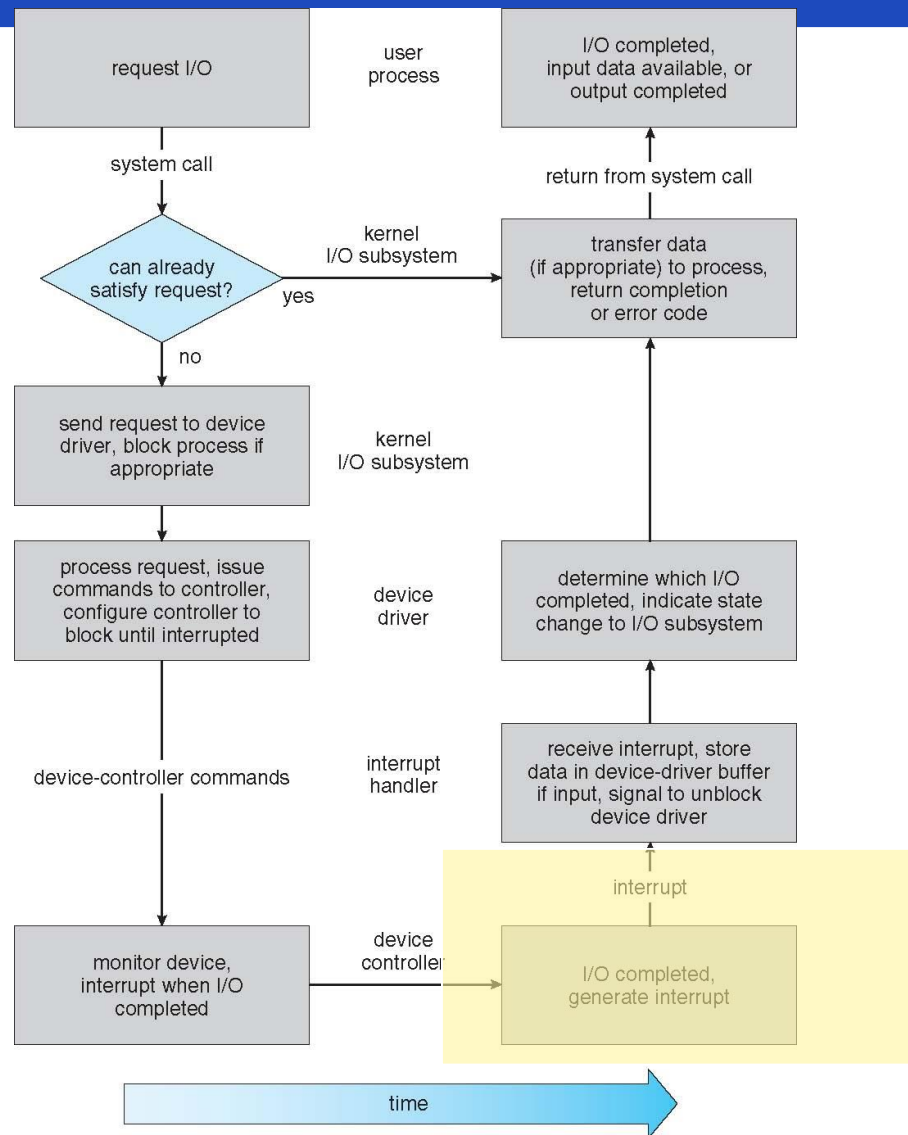 request I/O
user
process
I/O completed,
input data available, or
output completed
system call
return from system call
can already
satisfy request?
yes
kernel
I/O subsystem
transfer data
(if appropriate) to process,
return completion
or error code
no
send request to device
driver, block process if
appropriate
kernel
I/O subsystem
process request, issue
commands to controller,
configure controller to
block until interrupted
device
driver
determine which I/O
completed, indicate state
change to I/O subsystem
device-controller commands
interrupt
handler
receive interrupt, store
data in device-driver buffer
if input, signal to unblock
device driver
interrupt
monitor device,
interrupt when I/O
completed
device
controller
I/O completed,
generate interrupt
time